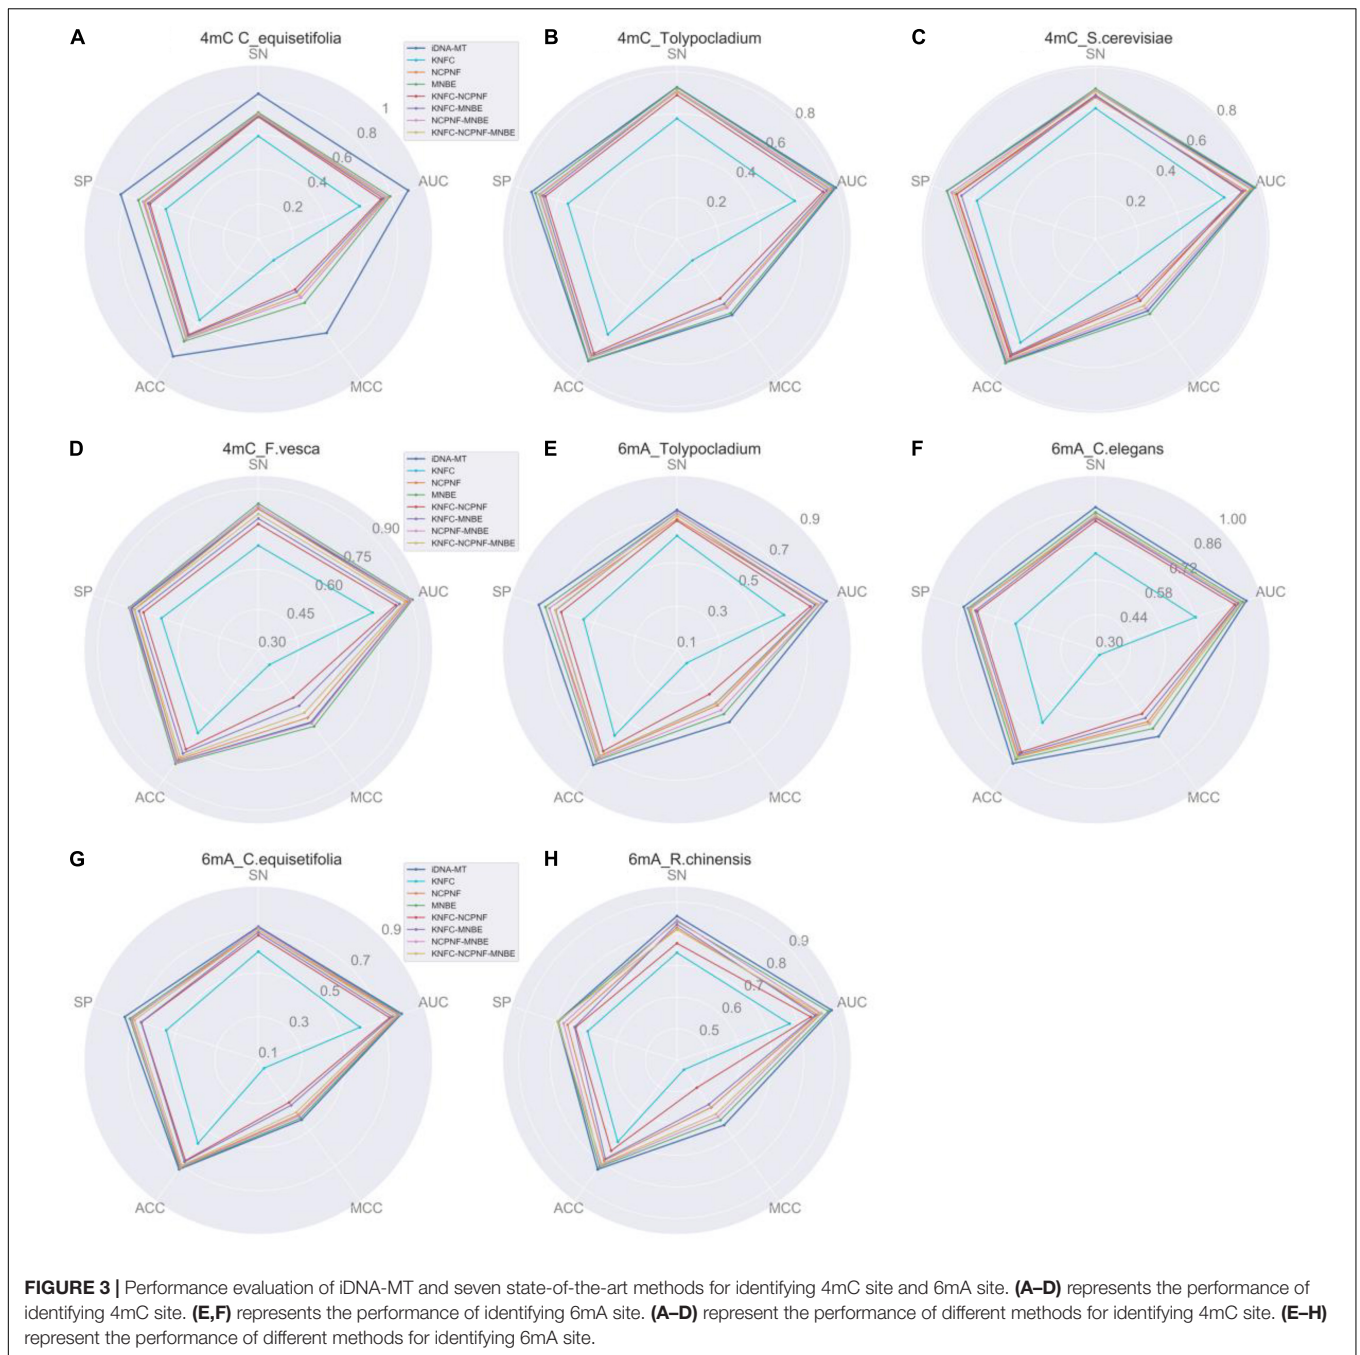 A
4mC C_equisetifolia
SN
AUC
MCC
ACC
SP
0.2
0.4
0.6
0.8
1
iDNA-MT
KNFC
NCPNF
MNBE
KNFC-NCPNF
KNFC-MNBE
NCPNF-MNBE
KNFC-NCPNF-MNBE
B
4mC_Tolypocladium
SN
AUC
MCC
ACC
SP
0.2
0.4
0.6
0.8
C
4mC_S.cerevisiae
SN
AUC
MCC
ACC
SP
0.2
0.4
0.6
0.8
D
4mC_F.vesca
SN
AUC
MCC
ACC
SP
0.30
0.45
0.60
0.75
0.90
iDNA-MT
KNFC
NCPNF
MNBE
KNFC-NCPNF
KNFC-MNBE
NCPNF-MNBE
KNFC-NCPNF-MNBE
E
6mA_Tolypocladium
SN
AUC
MCC
ACC
SP
0.1
0.3
0.5
0.7
0.9
F
6mA_C.elegans
SN
AUC
MCC
ACC
SP
0.30
0.44
0.58
0.72
0.86
1.00
G
6mA_C.equisetifolia
SN
AUC
MCC
ACC
SP
0.1
0.3
0.5
0.7
0.9
iDNA-MT
KNFC
NCPNF
MNBE
KNFC-NCPNF
KNFC-MNBE
NCPNF-MNBE
KNFC-NCPNF-MNBE
H
6mA_R.chinensis
SN
AUC
MCC
ACC
SP
0.5
0.6
0.7
0.8
0.9
FIGURE 3 | Performance evaluation of iDNA-MT and seven state-of-the-art methods for identifying 4mC site and 6mA site. (A–D) represents the performance of
identifying 4mC site. (E,F) represents the performance of identifying 6mA site. (A–D) represent the performance of different methods for identifying 4mC site. (E–H)
represent the performance of different methods for identifying 6mA site.